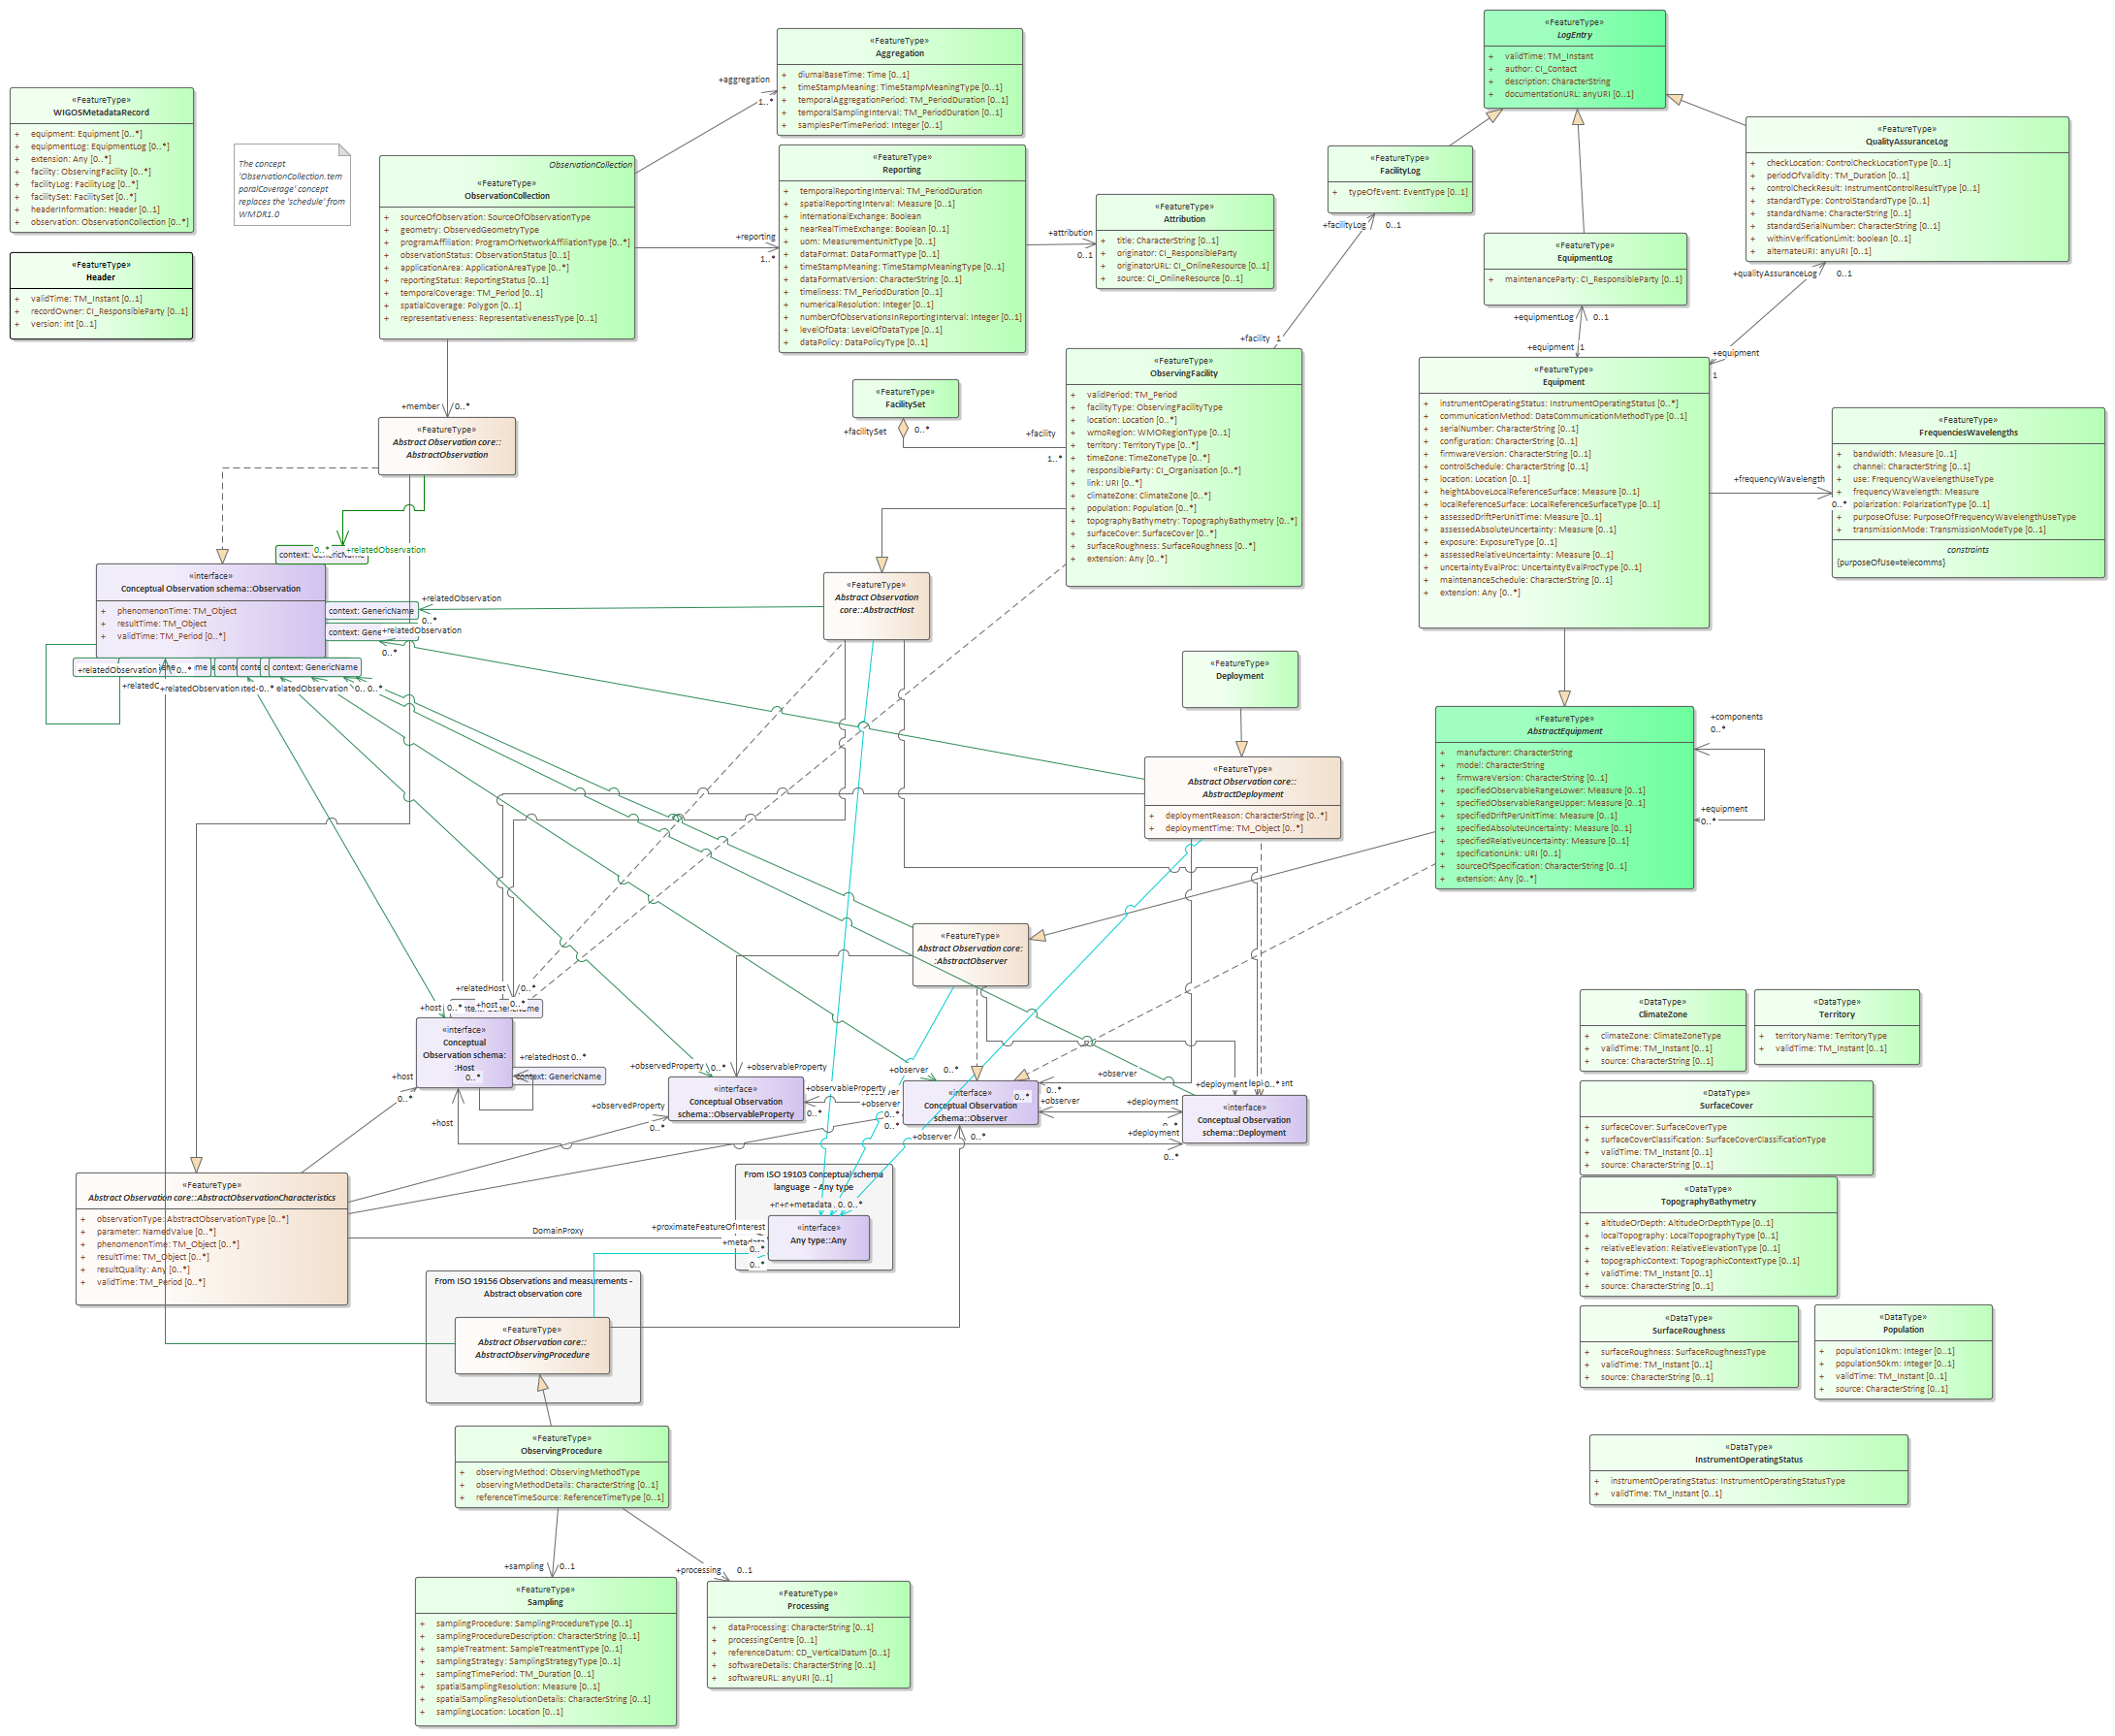 «FeatureType»
WIGOSMetadataRecord
+ equipment: Equipment [0..*]
+ equipmentLog: EquipmentLog [0..*]
+ extension: Any [0..*]
+ facility: ObservingFacility [0..*]
+ facilityLog: FacilityLog [0..*]
+ facilitySet: FacilitySet [0..*]
+ headerInformation: Header [0..1]
+ observation: ObservationCollection [0..*]
«FeatureType»
Header
+ validTime: TM_Instant [0..1]
+ recordOwner: CI_ResponsibleParty [0..1]
+ version: int [0..1]
The concept
'ObservationCollection.tem
poralCoverage' concept
replaces the 'schedule' from
WMDR1.0
ObservationCollection
«FeatureType»
ObservationCollection
+ sourceOfObservation: SourceOfObservationType
+ geometry: ObservedGeometryType
+ programAffiliation: ProgramOrNetworkAffiliationType [0..*]
+ observationStatus: ObservationStatus [0..1]
+ applicationArea: ApplicationAreaType [0..*]
+ reportingStatus: ReportingStatus [0..1]
+ temporalCoverage: TM_Period [0..1]
+ spatialCoverage: Polygon [0..1]
+ representativeness: RepresentativenessType [0..1]
+aggregation
1..*
+reporting
1..*
+member
0..*
«FeatureType»
Aggregation
+ diurnalBaseTime: Time [0..1]
+ timeStampMeaning: TimeStampMeaningType [0..1]
+ temporalAggregationPeriod: TM_PeriodDuration [0..1]
+ temporalSamplingInterval: TM_PeriodDuration [0..1]
+ samplesPerTimePeriod: Integer [0..1]
«FeatureType»
Reporting
+ temporalReportingInterval: TM_PeriodDuration
+ spatialReportingInterval: Measure [0..1]
+ internationalExchange: Boolean
+ nearRealTimeExchange: Boolean [0..1]
+ uom: MeasurementUnitType [0..1]
+ dataFormat: DataFormatType [0..1]
+ timeStampMeaning: TimeStampMeaningType [0..1]
+ dataFormatVersion: CharacterString [0..1]
+ timeliness: TM_PeriodDuration [0..1]
+ numericalResolution: Integer [0..1]
+ numberOfObservationsInReportingInterval: Integer [0..1]
+ levelOfData: LevelOfDataType [0..1]
+ dataPolicy: DataPolicyType [0..1]
+attribution
0..1
«FeatureType»
Attribution
+ title: CharacterString [0..1]
+ originator: CI_ResponsibleParty
+ originatorURL: CI_OnlineResource [0..1]
+ source: CI_OnlineResource [0..1]
«FeatureType»
LogEntry
+ validTime: TM_Instant
+ author: CI_Contact
+ description: CharacterString
+ documentationURL: anyURI [0..1]
«FeatureType»
FacilityLog
+ typeOfEvent: EventType [0..1]
+facilityLog
0..1
+facility 1
«FeatureType»
QualityAssuranceLog
+ checkLocation: ControlCheckLocationType [0..1]
+ periodOfValidity: TM_Duration [0..1]
+ controlCheckResult: InstrumentControlResultType [0..1]
+ standardType: ControlStandardType [0..1]
+ standardName: CharacterString [0..1]
+ standardSerialNumber: CharacterString [0..1]
+ withinVerificationLimit: boolean [0..1]
+ alternateURI: anyURI [0..1]
+qualityAssuranceLog
0..1
«FeatureType»
EquipmentLog
+ maintenanceParty: CI_ResponsibleParty [0..1]
+equipmentLog
0..1
+equipment 1
+equipment
1
«FeatureType»
FacilitySet
+facilitySet
0..*
+facility
1..*
«FeatureType»
ObservingFacility
+ validPeriod: TM_Period
+ facilityType: ObservingFacilityType
+ location: Location [0..*]
+ wmoRegion: WMORegionType [0..1]
+ territory: TerritoryType [0..*]
+ timeZone: TimeZoneType [0..*]
+ responsibleParty: CI_Organisation [0..*]
+ link: URI [0..*]
+ climateZone: ClimateZone [0..*]
+ population: Population [0..*]
+ topographyBathymetry: TopographyBathymetry [0..*]
+ surfaceCover: SurfaceCover [0..*]
+ surfaceRoughness: SurfaceRoughness [0..*]
+ extension: Any [0..*]
«FeatureType»
Equipment
+ instrumentOperatingStatus: InstrumentOperatingStatus [0..*]
+ communicationMethod: DataCommunicationMethodType [0..1]
+ serialNumber: CharacterString [0..1]
+ configuration: CharacterString [0..1]
+ firmwareVersion: CharacterString [0..1]
+ controlSchedule: CharacterString [0..1]
+ location: Location [0..1]
+ heightAboveLocalReferenceSurface: Measure [0..1]
+ localReferenceSurface: LocalReferenceSurfaceType [0..1]
+ assessedDriftPerUnitTime: Measure [0..1]
+ assessedAbsoluteUncertainty: Measure [0..1]
+ exposure: ExposureType [0..1]
+ assessedRelativeUncertainty: Measure [0..1]
+ uncertaintyEvalProc: UncertaintyEvalProcType [0..1]
+ maintenanceSchedule: CharacterString [0..1]
+ extension: Any [0..*]
+frequencyWavelength
0..*
«FeatureType»
FrequenciesWavelengths
+ bandwidth: Measure [0..1]
+ channel: CharacterString [0..1]
+ use: FrequencyWavelengthUseType
+ frequencyWavelength: Measure
+ polarization: PolarizationType [0..1]
+ purposeOfUse: PurposeOfFrequencyWavelengthUseType
+ transmissionMode: TransmissionModeType [0..1]
constraints
{purposeOfUse=telecomms}
«FeatureType»
Abstract Observation core::
AbstractObservation
0..*
+relatedObservation
«interface»
Conceptual Observation schema::Observation
+ phenomenonTime: TM_Object
+ resultTime: TM_Object
+ validTime: TM_Period [0..*]
context: GenericName
+relatedObservation
0..*
+relatedObservation
0..*
context: GenericName
+relatedObservation
0..*
+relatedObservation
0..*
0..*
«FeatureType»
Abstract Observation
core::AbstractHost
«FeatureType»
Deployment
«FeatureType»
Abstract Observation core::
AbstractDeployment
+ deploymentReason: CharacterString [0..*]
+ deploymentTime: TM_Object [0..*]
«FeatureType»
AbstractEquipment
+ manufacturer: CharacterString
+ model: CharacterString
+ firmwareVersion: CharacterString [0..1]
+ specifiedObservableRangeLower: Measure [0..1]
+ specifiedObservableRangeUpper: Measure [0..1]
+ specifiedDriftPerUnitTime: Measure [0..1]
+ specifiedAbsoluteUncertainty: Measure [0..1]
+ specifiedRelativeUncertainty: Measure [0..1]
+ specificationLink: URI [0..1]
+ sourceOfSpecification: CharacterString [0..1]
+ extension: Any [0..*]
+components
0..*
+equipment
0..*
«FeatureType»
Abstract Observation core:
:AbstractObserver
+relatedHost
0..*
+host
0..*
+host
0..*
«interface»
Conceptual
Observation schema:
:Host
0..*
+relatedHost 0..*
context: GenericName
+host
0..*
+host
+observedProperty
0..*
+observableProperty
+observedProperty
0..*
«interface»
Conceptual Observation
schema::ObservableProperty
+observableProperty
0..*
+observer
0..*
+observer
0..*
«interface»
Conceptual Observation
schema::Observer
0..*
+observer
0..*
+observer
+observer
0..*
+deployment
0..*
+deployment
0..*
+deployment
0..*
«interface»
Conceptual Observation
schema::Deployment
From ISO 19103 Conceptual schema
language - Any type
+metadata
0..*
«interface»
Any type::Any
+proximateFeatureOfInterest
+metadata
0..*
0..*
DomainProxy
«FeatureType»
Abstract Observation core::AbstractObservationCharacteristics
+ observationType: AbstractObservationType [0..*]
+ parameter: NamedValue [0..*]
+ phenomenonTime: TM_Object [0..*]
+ resultTime: TM_Object [0..*]
+ resultQuality: Any [0..*]
+ validTime: TM_Period [0..*]
From ISO 19156 Observations and measurements -
Abstract observation core
«FeatureType»
Abstract Observation core::
AbstractObservingProcedure
«FeatureType»
ObservingProcedure
+ observingMethod: ObservingMethodType
+ observingMethodDetails: CharacterString [0..1]
+ referenceTimeSource: ReferenceTimeType [0..1]
+sampling
0..1
+processing
0..1
«FeatureType»
Sampling
+ samplingProcedure: SamplingProcedureType [0..1]
+ samplingProcedureDescription: CharacterString [0..1]
+ sampleTreatment: SampleTreatmentType [0..1]
+ samplingStrategy: SamplingStrategyType [0..1]
+ samplingTimePeriod: TM_Duration [0..1]
+ spatialSamplingResolution: Measure [0..1]
+ spatialSamplingResolutionDetails: CharacterString [0..1]
+ samplingLocation: Location [0..1]
«FeatureType»
Processing
+ dataProcessing: CharacterString [0..1]
+ processingCentre [0..1]
+ referenceDatum: CD_VerticalDatum [0..1]
+ softwareDetails: CharacterString [0..1]
+ softwareURL: anyURI [0..1]
«DataType»
ClimateZone
+ climateZone: ClimateZoneType
+ validTime: TM_Instant [0..1]
+ source: CharacterString [0..1]
«DataType»
Territory
+ territoryName: TerritoryType
+ validTime: TM_Instant [0..1]
«DataType»
SurfaceCover
+ surfaceCover: SurfaceCoverType
+ surfaceCoverClassification: SurfaceCoverClassificationType
+ validTime: TM_Instant [0..1]
+ source: CharacterString [0..1]
«DataType»
TopographyBathymetry
+ altitudeOrDepth: AltitudeOrDepthType [0..1]
+ localTopography: LocalTopographyType [0..1]
+ relativeElevation: RelativeElevationType [0..1]
+ topographicContext: TopographicContextType [0..1]
+ validTime: TM_Instant [0..1]
+ source: CharacterString [0..1]
«DataType»
SurfaceRoughness
+ surfaceRoughness: SurfaceRoughnessType
+ validTime: TM_Instant [0..1]
+ source: CharacterString [0..1]
«DataType»
Population
+ population10km: Integer [0..1]
+ population50km: Integer [0..1]
+ validTime: TM_Instant [0..1]
+ source: CharacterString [0..1]
«DataType»
InstrumentOperatingStatus
+ instrumentOperatingStatus: InstrumentOperatingStatusType
+ validTime: TM_Instant [0..1]